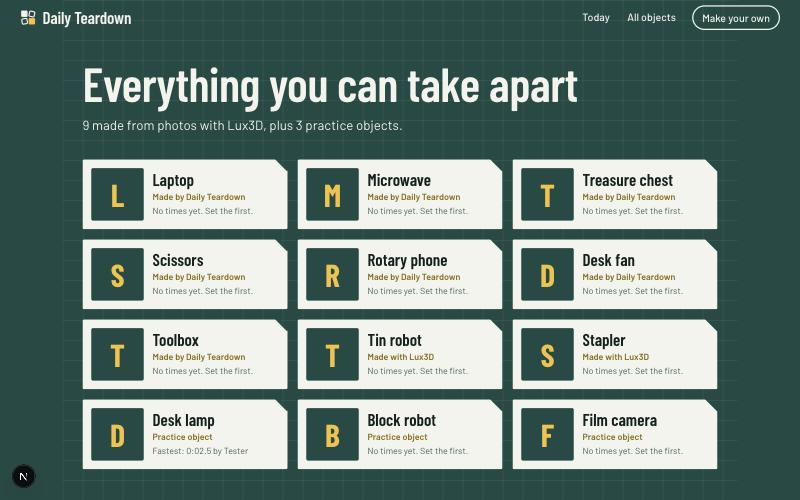 Daily Teardown
Today
All objects
Make your own
Everything you can take apart
9 made from photos with Lux3D, plus 3 practice objects.
L
Laptop
Made by Daily Teardown
No times yet. Set the first.
M
Microwave
Made by Daily Teardown
No times yet. Set the first.
T
Treasure chest
Made by Daily Teardown
No times yet. Set the first.
S
Scissors
Made by Daily Teardown
No times yet. Set the first.
R
Rotary phone
Made by Daily Teardown
No times yet. Set the first.
D
Desk fan
Made by Daily Teardown
No times yet. Set the first.
T
Toolbox
Made by Daily Teardown
No times yet. Set the first.
T
Tin robot
Made with Lux3D
No times yet. Set the first.
S
Stapler
Made with Lux3D
No times yet. Set the first.
D
Desk lamp
Practice object
Fastest: 0:02.5 by Tester
B
Block robot
Practice object
No times yet. Set the first.
F
Film camera
Practice object
No times yet. Set the first.
N